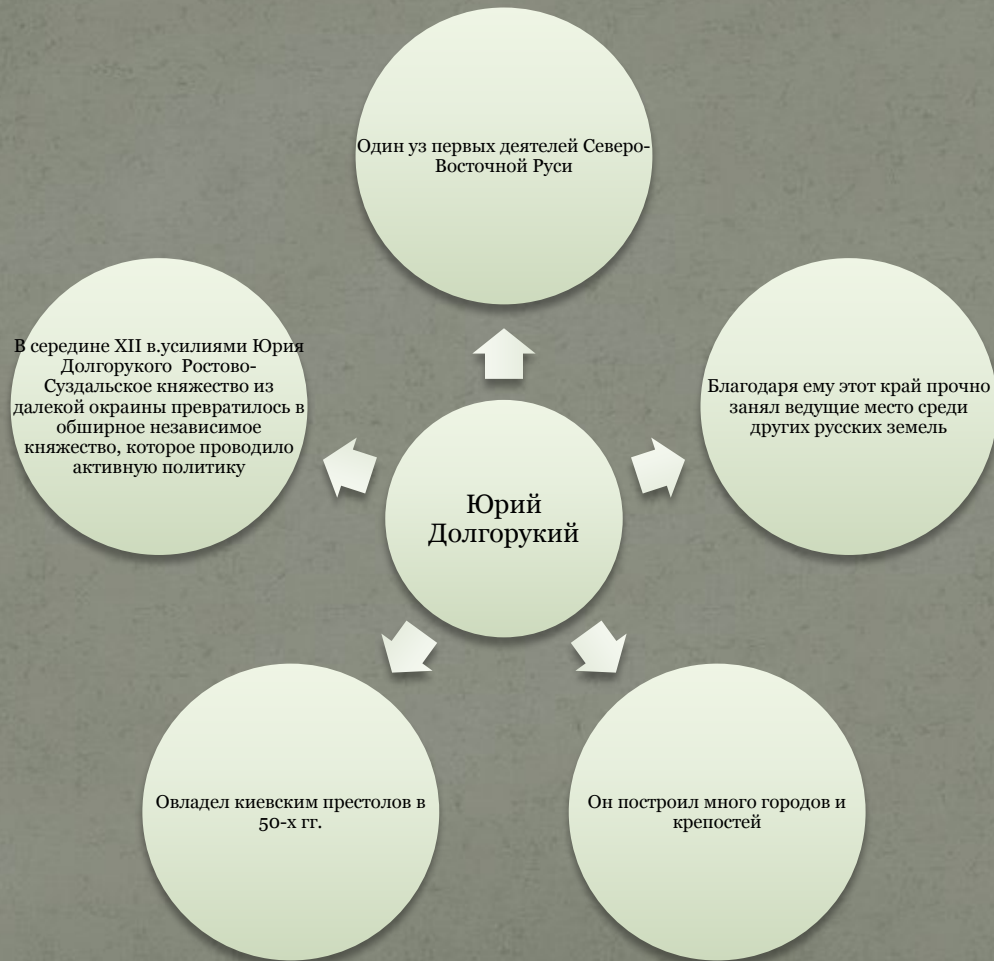 Один уз первых деятелей Северо-
Восточной Руси
В середине XII в.усилиями Юрия
Долгорукого Ростово-
Суздальское княжество из
далекой окраины превратилось в
обширное независимое
княжество, которое проводило
активную политику
Благодаря ему этот край прочно
занял ведущие место среди
других русских земель
Юрий
Долгорукий
Овладел киевским престолов в
50-х гг.
Он построил много городов и
крепостей